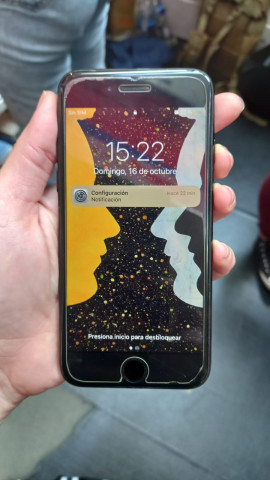 15:22
Domingo, 16 de octubre
Configuración
Notificación
Presiona inicio para desbloquear